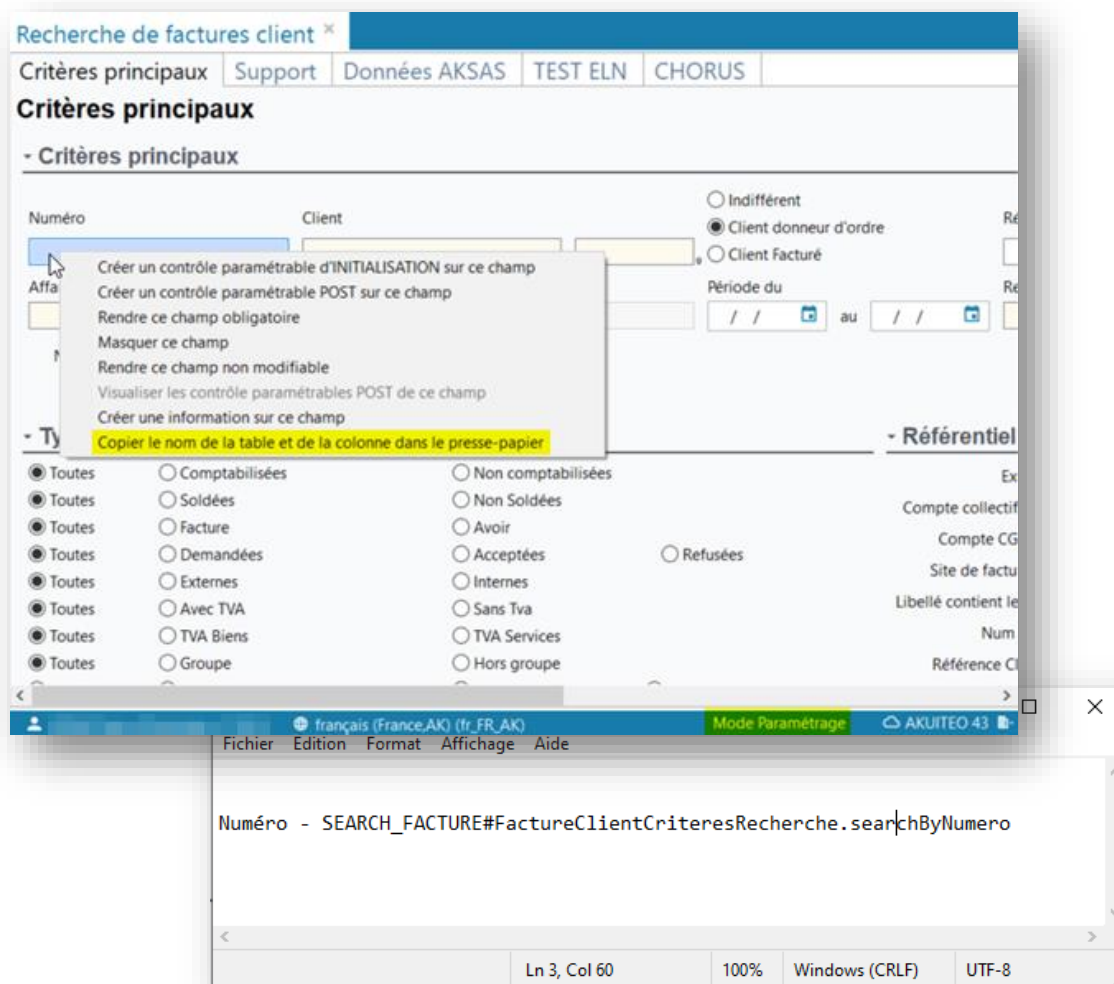 Recherche de factures client ×
Critères principaux Support Données AKSAS TEST ELN CHORUS
Critères principaux
Critères principaux
Indifférent
Numéro Client Client donneur d'ordre Ré
Client Facturé
Créer un contrôle paramétrable d'INITIALISATION sur ce champ
Affa Créer un contrôle paramétrable POST sur ce champ Période du Re
Rendre ce champ obligatoire / / au / /
Masquer ce champ
Rendre ce champ non modifiable
Visualiser les contrôle paramétrables POST de ce champ
Créer une information sur ce champ
Ty Copier le nom de la table et de la colonne dans le presse-papier Référentiel
Toutes Comptabilisées Non comptabilisées Ex
Toutes Soldées Non Soldées Compte collectif
Toutes Facture Avoir Compte CG
Toutes Demandées Acceptées Refusées Site de factu
Toutes Externes Internes Libellé contient le
Toutes Avec TVA Sans Tva Num
Toutes TVA Biens TVA Services Référence Cl
Toutes Groupe Hors groupe
français (France,AK) (fr_FR_AK) Mode Paramétrage AKUITEO 43
Fichier Edition Format Affichage Aide
Numéro - SEARCH_FACTURE#FactureClientCriteresRecherche.searchByNumero
Ln 3, Col 60 100% Windows (CRLF) UTF-8